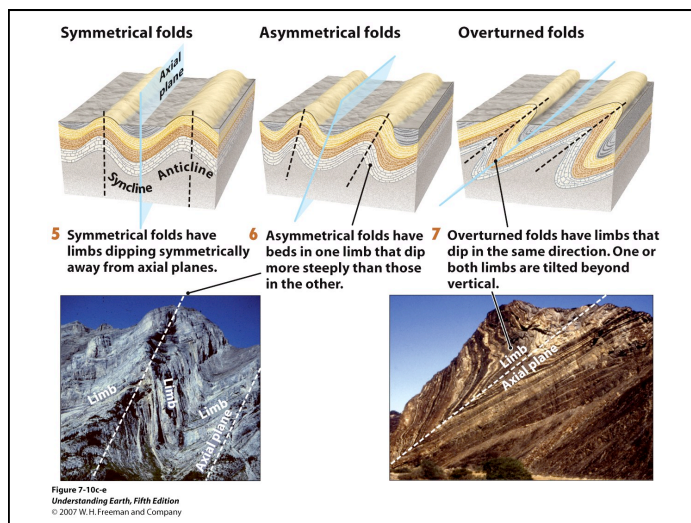 Symmetrical folds
Asymmetrical folds
Overturned folds
Axial
plane
Syncline
Anticline
5 Symmetrical folds have
limbs dipping symmetrically
away from axial planes.
6 Asymmetrical folds have
beds in one limb that dip
more steeply than those
in the other.
7 Overturned folds have limbs that
dip in the same direction. One or
both limbs are tilted beyond
vertical.
Limb
Limb
Limb
Axial plane
Limb
Axial plane
Figure 7-10c-e
Understanding Earth, Fifth Edition
© 2007 W. H. Freeman and Company